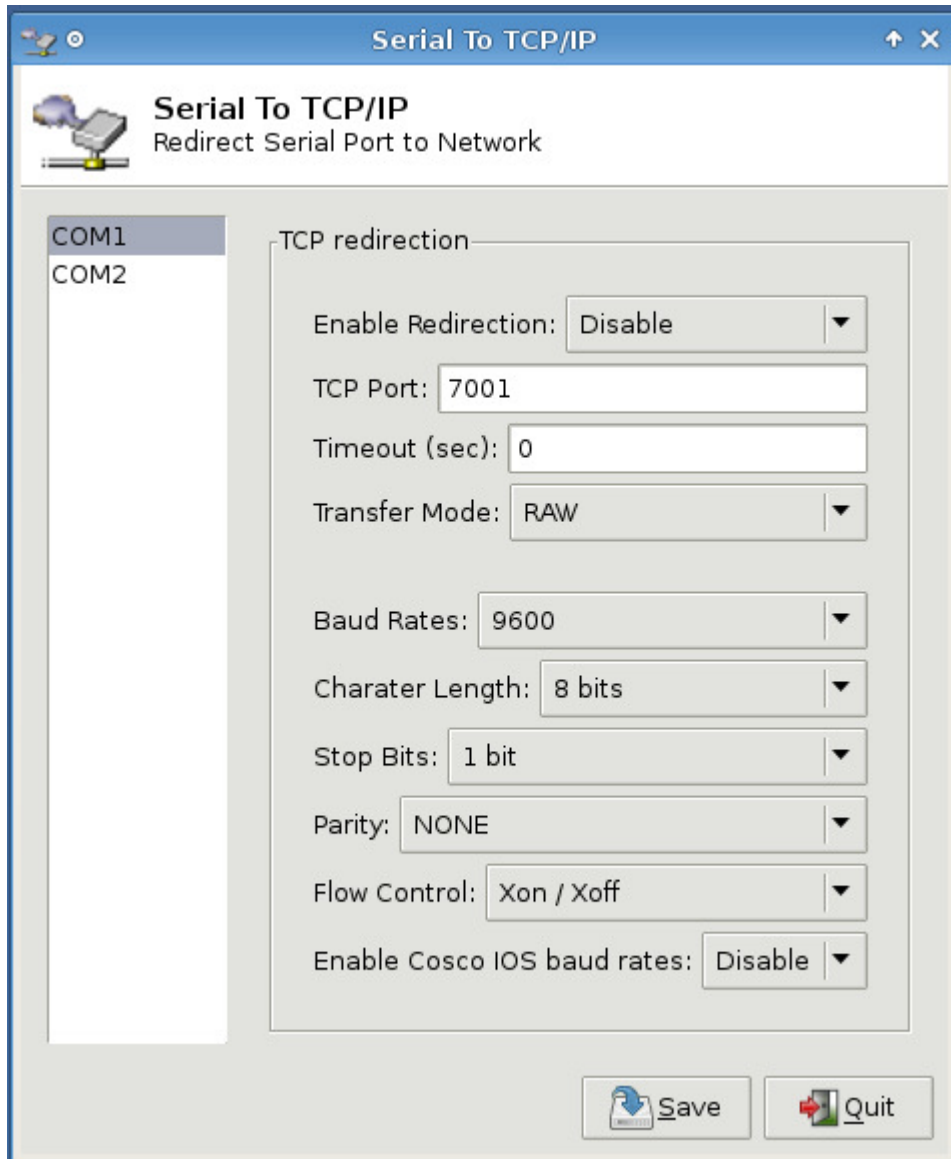 Serial To TCP/IP
Serial To TCP/IP
Redirect Serial Port to Network
COM1
COM2
TCP redirection
Enable Redirection: Disable
TCP Port: 7001
Timeout (sec): 0
Transfer Mode: RAW
Baud Rates: 9600
Charater Length: 8 bits
Stop Bits: 1 bit
Parity: NONE
Flow Control: Xon / Xoff
Enable Cosco IOS baud rates: Disable
Save Quit